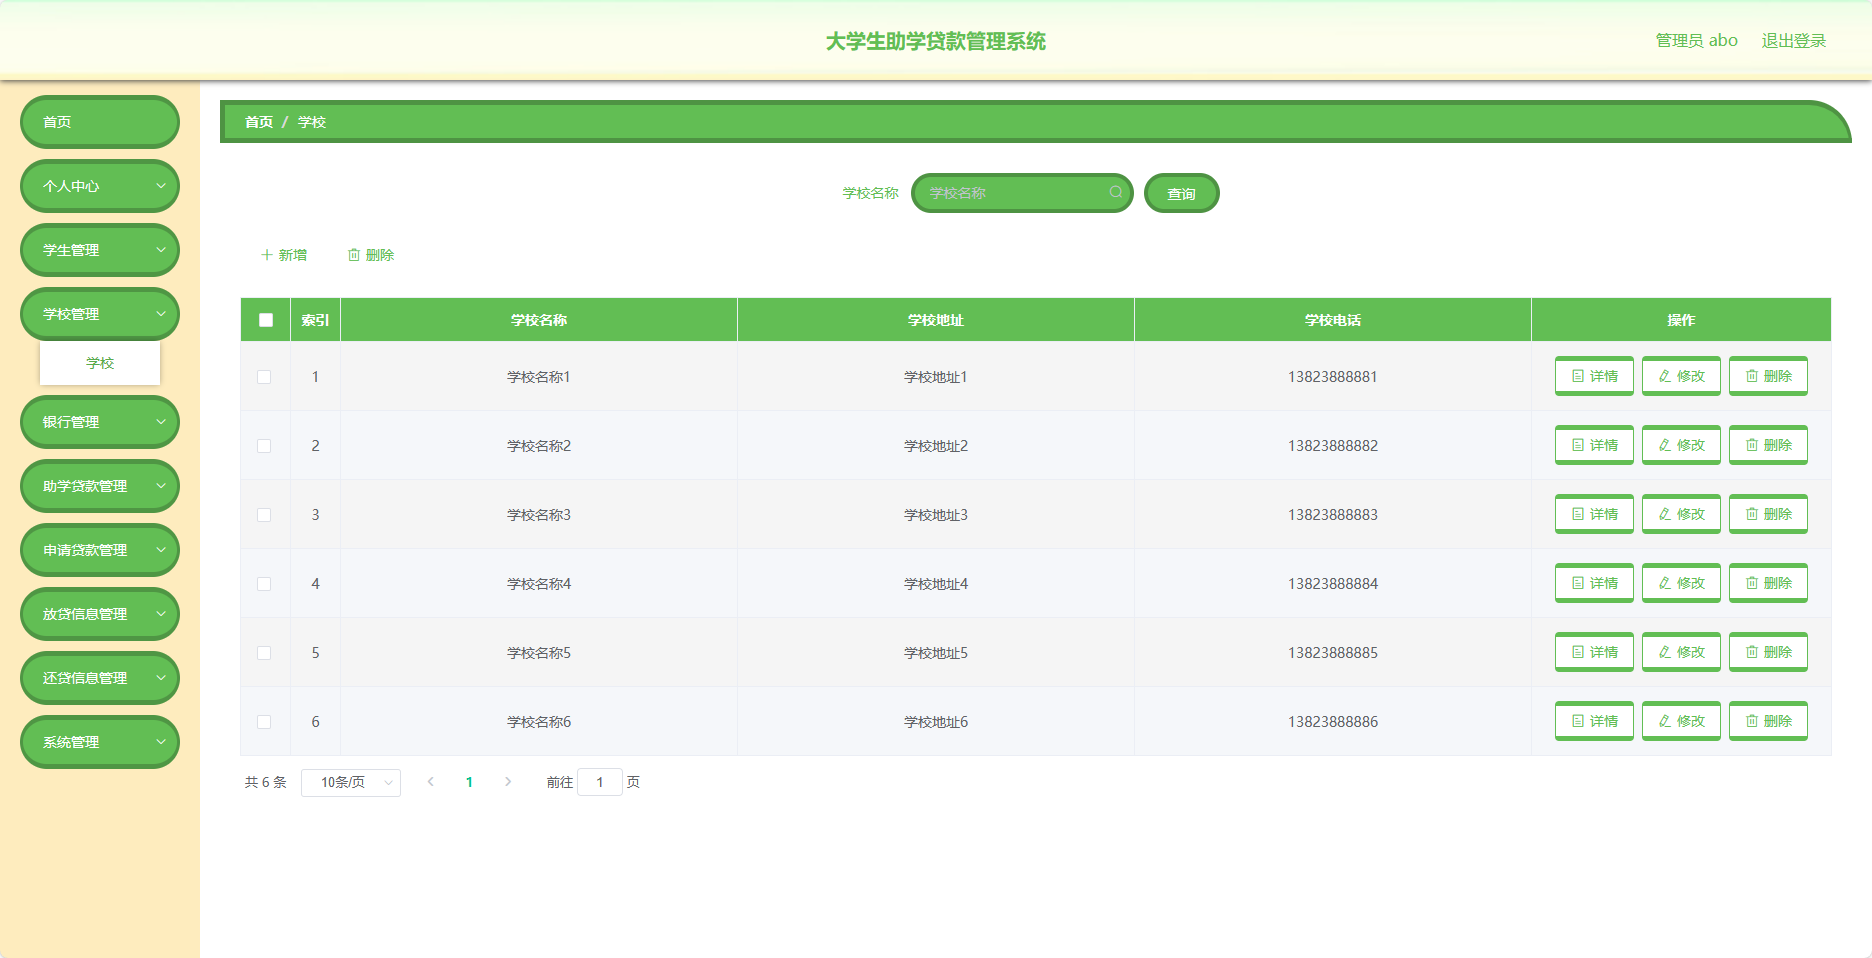 大学生助学贷款管理系统
管理员 abo 退出登录
首页
个人中心
学生管理
学校管理
学校
银行管理
助学贷款管理
申请贷款管理
放贷信息管理
还贷信息管理
系统管理
首页 / 学校
学校名称 学校名称 查询
新增 删除
索引 学校名称 学校地址 学校电话 操作
1 学校名称1 学校地址1 13823888881 详情 修改 删除
2 学校名称2 学校地址2 13823888882 详情 修改 删除
3 学校名称3 学校地址3 13823888883 详情 修改 删除
4 学校名称4 学校地址4 13823888884 详情 修改 删除
5 学校名称5 学校地址5 13823888885 详情 修改 删除
6 学校名称6 学校地址6 13823888886 详情 修改 删除
共 6 条 10条/页 1 前往 1 页